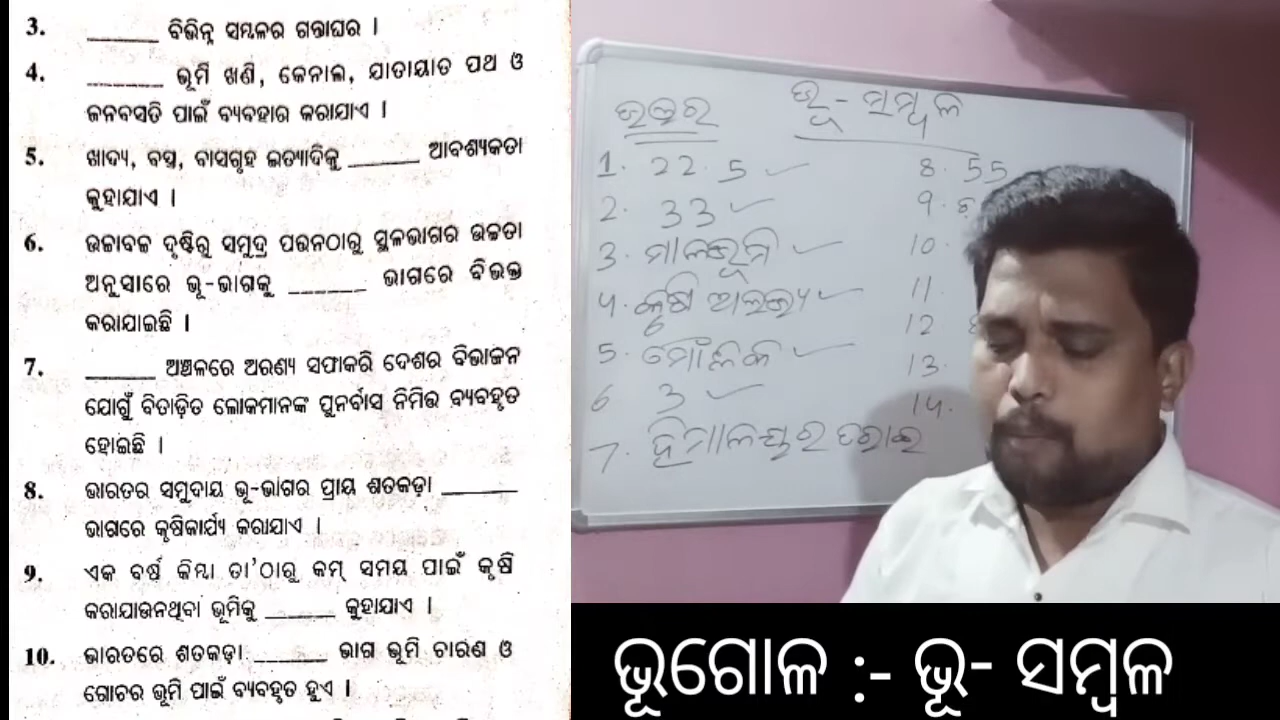 3. ______ ବିଭିନ୍ନ ସମ୍ବଳର ଗନ୍ତାଘର ।
4. ______ ଭୂମି ଖଣି, କେନାଲ, ଯାତାୟାତ ପଥ ଓ
ଜନବସତି ପାଇଁ ବ୍ୟବହାର କରାଯାଏ ।
5. ଖାଦ୍ୟ, ବସ୍ତ୍ର, ବାସଗୃହ ଇତ୍ୟାଦିକୁ ______ ଆବଶ୍ୟକତା
କୁହାଯାଏ ।
6. ଉଚ୍ଚାବଚ୍ଚ ଦୃଷ୍ଟିରୁ ସମୁଦ୍ର ପତ୍ତନଠାରୁ ସ୍ଥଳଭାଗର ଉଚ୍ଚତା
ଅନୁସାରେ ଭୂ-ଭାଗକୁ ______ ଭାଗରେ ବିଭକ୍ତ
କରାଯାଇଛି ।
7. ______ ଅଞ୍ଚଳରେ ଅରଣ୍ୟ ସଫାକରି ଦେଶର ବିଭାଜନ
ଯୋଗୁଁ ବିତାଡ଼ିତ ଲୋକମାନଙ୍କ ପୁନର୍ବାସ ନିମିତ୍ତ ବ୍ୟବହୃତ
ହୋଇଛି ।
8. ଭାରତର ସମୁଦାୟ ଭୂ-ଭାଗର ପ୍ରାୟ ଶତକଡ଼ା ______
ଭାଗରେ କୃଷିକାର୍ଯ୍ୟ କରାଯାଏ ।
9. ଏକ ବର୍ଷ କିମ୍ବା ତା'ଠାରୁ କମ୍ ସମୟ ପାଇଁ କୃଷି
କରାଯାଉନଥିବା ଭୂମିକୁ ______ କୁହାଯାଏ ।
10. ଭାରତରେ ଶତକଡ଼ା ______ ଭାଗ ଭୂମି ଚାରଣ ଓ
ଗୋଚର ଭୂମି ପାଇଁ ବ୍ୟବହୃତ ହୁଏ ।
ଭୂ-ସମ୍ବଳ
ଉତ୍ତର
1. 22.5
2. 33
3. ମାଳଭୂମି
4. କୃଷି ଅଲଭ୍ୟ
5. ମୌଳିକ
6 3
7. ହିମାଳୟର ତରାଇ
8. 55
9.
10.
11.
12
13.
14.
ଭୂଗୋଳ :- ଭୂ- ସମ୍ବଳ